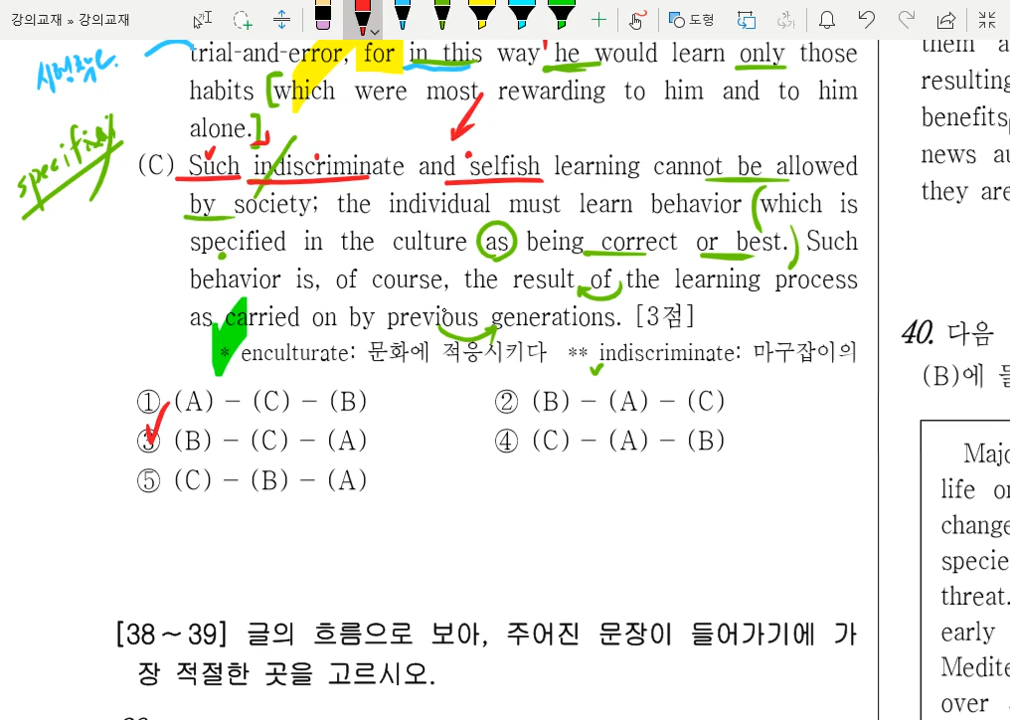 강의교재 » 강의교재
도형
시행착오
specified
trial-and-error, for in this way he would learn only those
habits which were most rewarding to him and to him
alone.
(C) Such indiscriminate and selfish learning cannot be allowed
by society; the individual must learn behavior which is
specified in the culture as being correct or best. Such
behavior is, of course, the result of the learning process
as carried on by previous generations. [3점]
* enculturate: 문화에 적응시키다 ** indiscriminate: 마구잡이의
① (A) - (C) - (B) ② (B) - (A) - (C)
③ (B) - (C) - (A) ④ (C) - (A) - (B)
⑤ (C) - (B) - (A)
[38~39] 글의 흐름으로 보아, 주어진 문장이 들어가기에 가
장 적절한 곳을 고르시오.
them a
resulting
benefits,
news au
they are
40. 다음
(B)에 들
Majo
life on
change
species
threat.
early
Medite
over